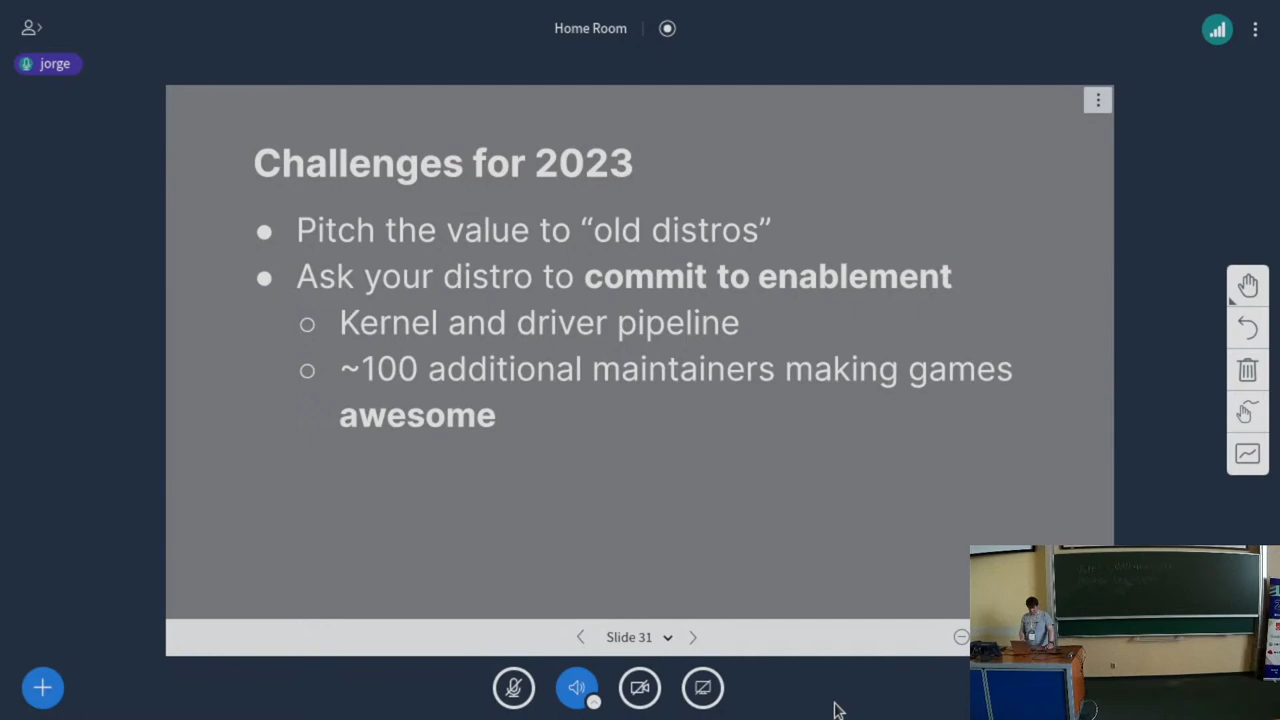 Home Room
jorge
Challenges for 2023
● Pitch the value to “old distros”
● Ask your distro to commit to enablement
○ Kernel and driver pipeline
○ ~100 additional maintainers making games
awesome
Slide 31